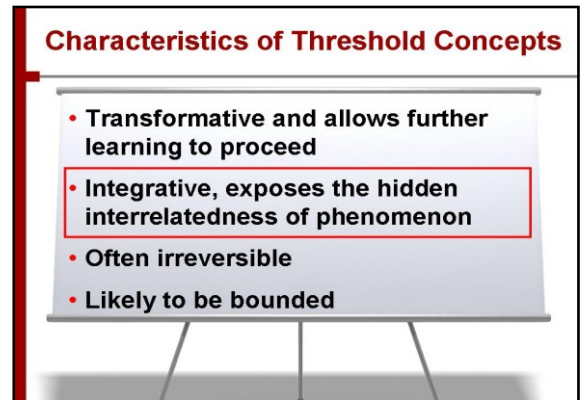 Characteristics of Threshold Concepts
• Transformative and allows further
learning to proceed
• Integrative, exposes the hidden
interrelatedness of phenomenon
• Often irreversible
• Likely to be bounded